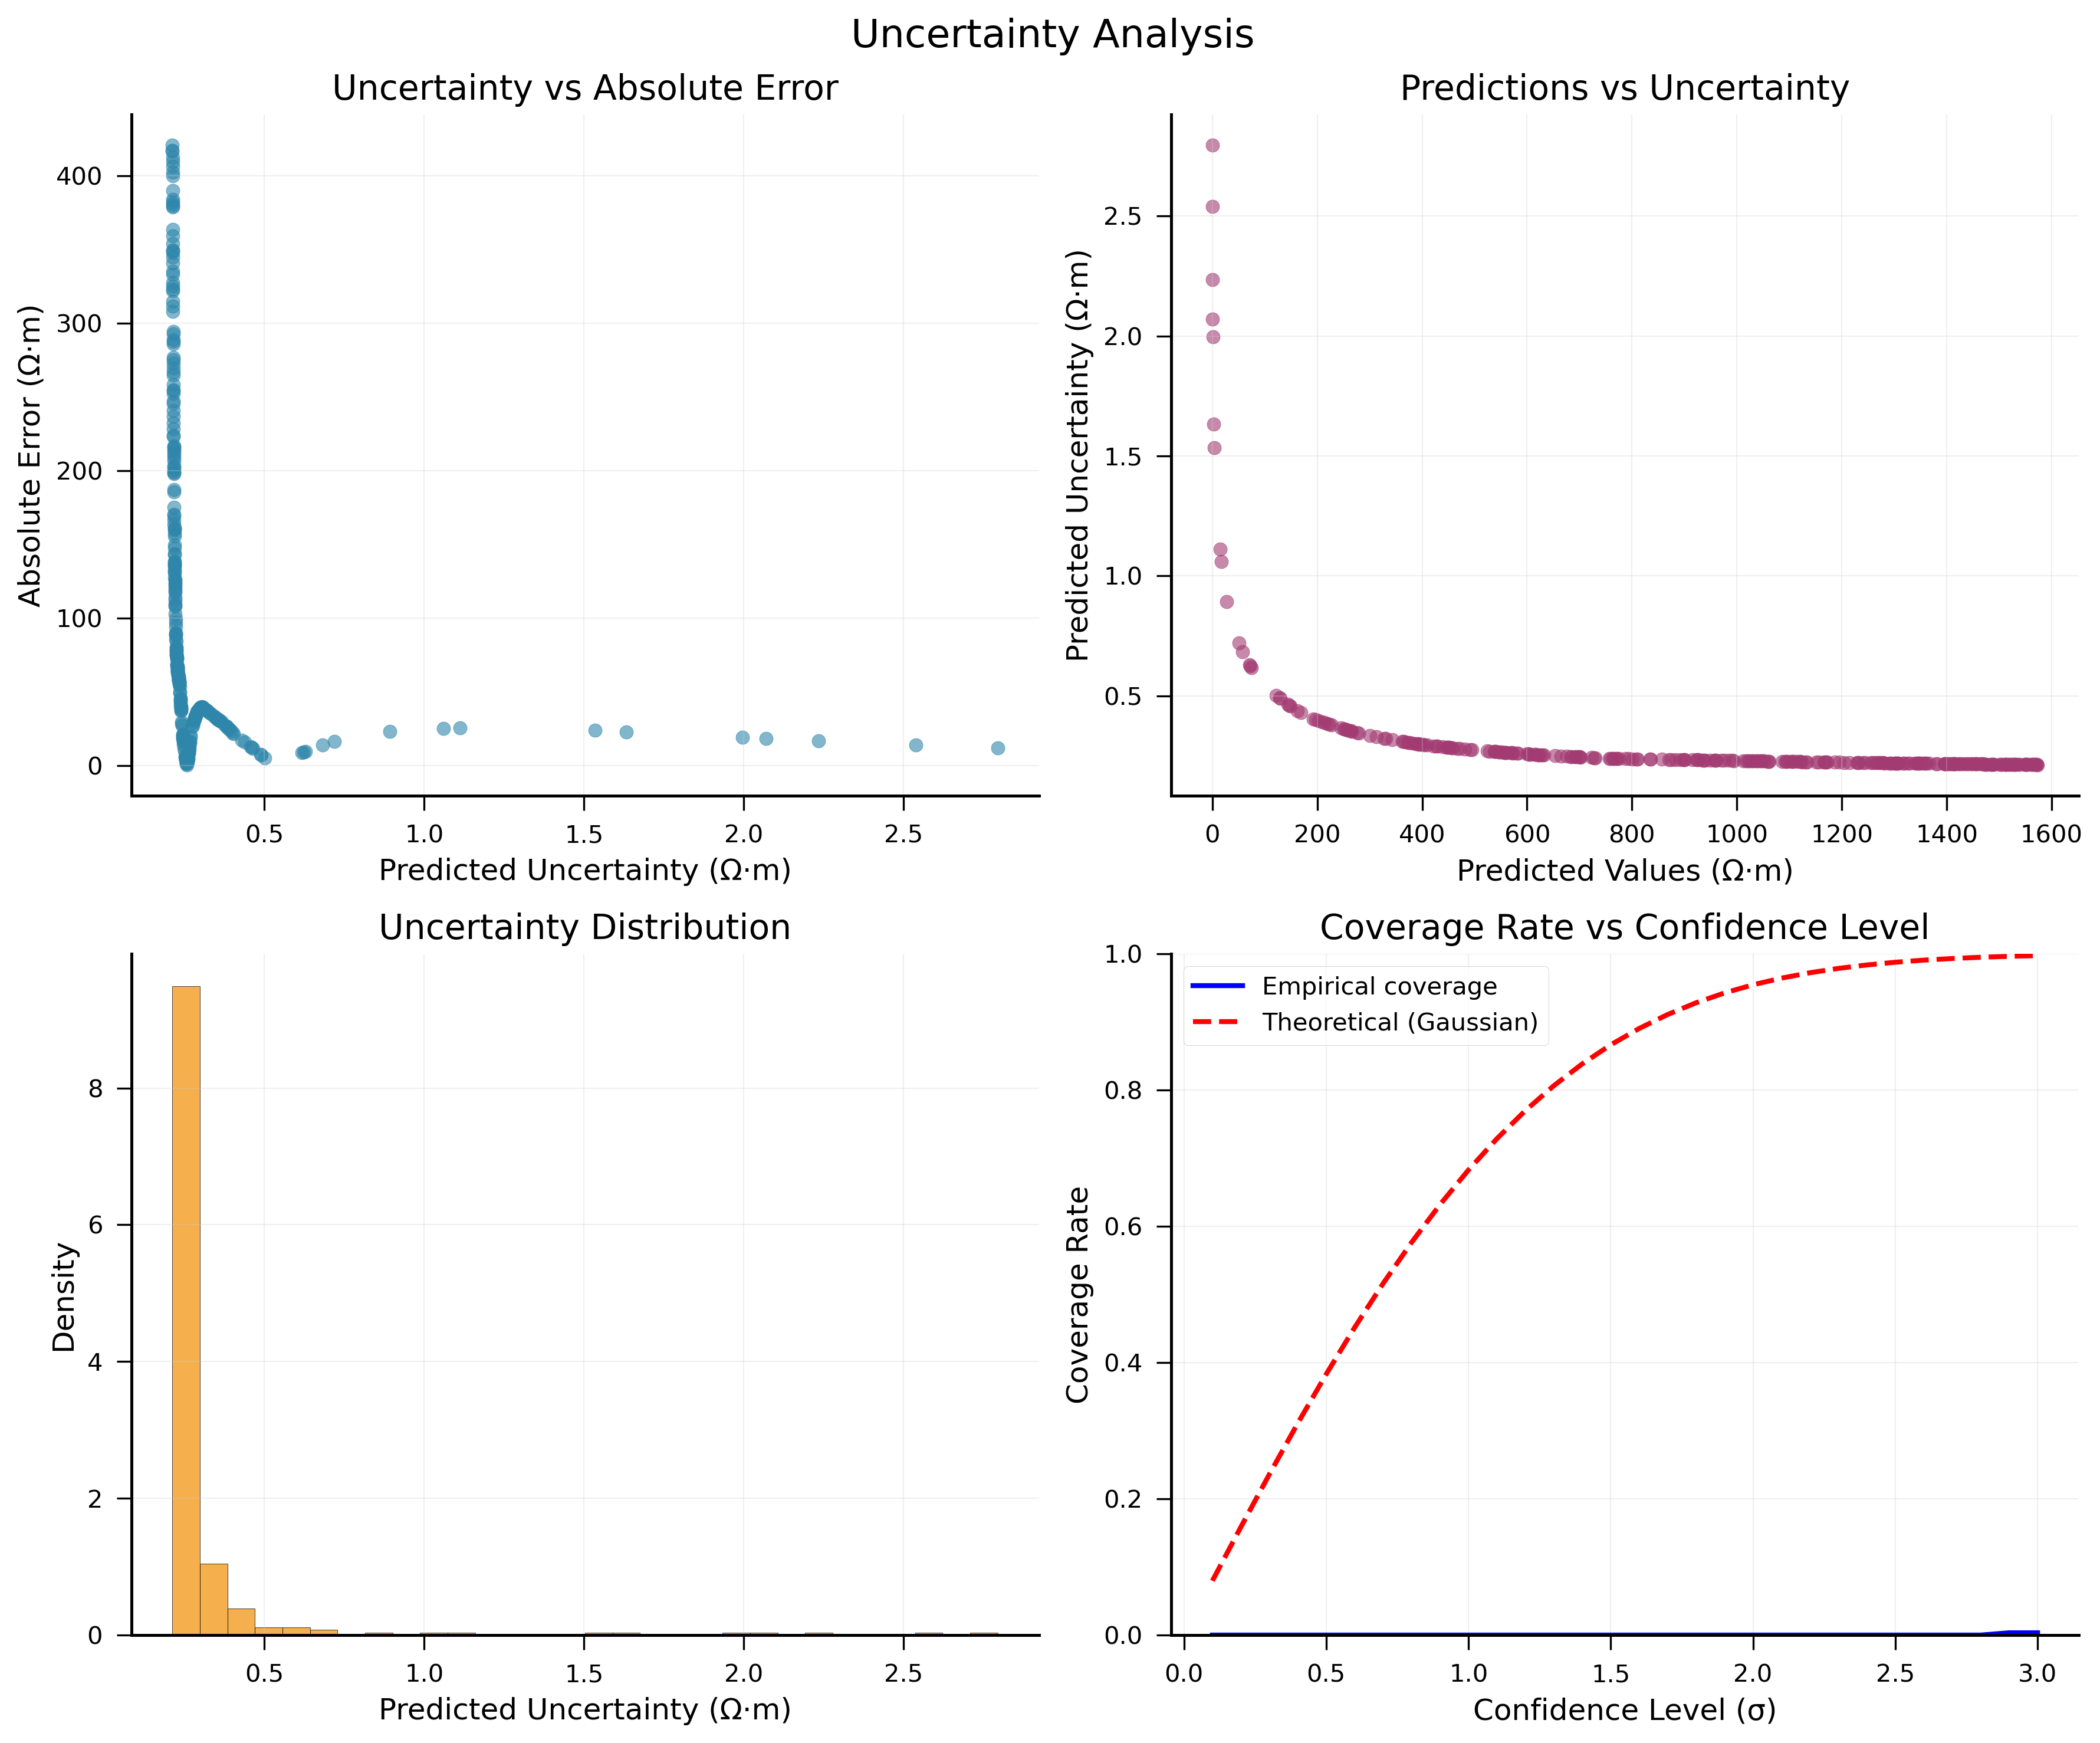 Uncertainty Analysis
Uncertainty vs Absolute Error
Absolute Error (Ω·m)
400
300
200
100
0
0.5 1.0 1.5 2.0 2.5
Predicted Uncertainty (Ω·m)
Predictions vs Uncertainty
Predicted Uncertainty (Ω·m)
2.5
2.0
1.5
1.0
0.5
0 200 400 600 800 1000 1200 1400 1600
Predicted Values (Ω·m)
Uncertainty Distribution
Density
8
6
4
2
0
0.5 1.0 1.5 2.0 2.5
Predicted Uncertainty (Ω·m)
Coverage Rate vs Confidence Level
Empirical coverage
Theoretical (Gaussian)
Coverage Rate
1.0
0.8
0.6
0.4
0.2
0.0
0.0 0.5 1.0 1.5 2.0 2.5 3.0
Confidence Level (σ)